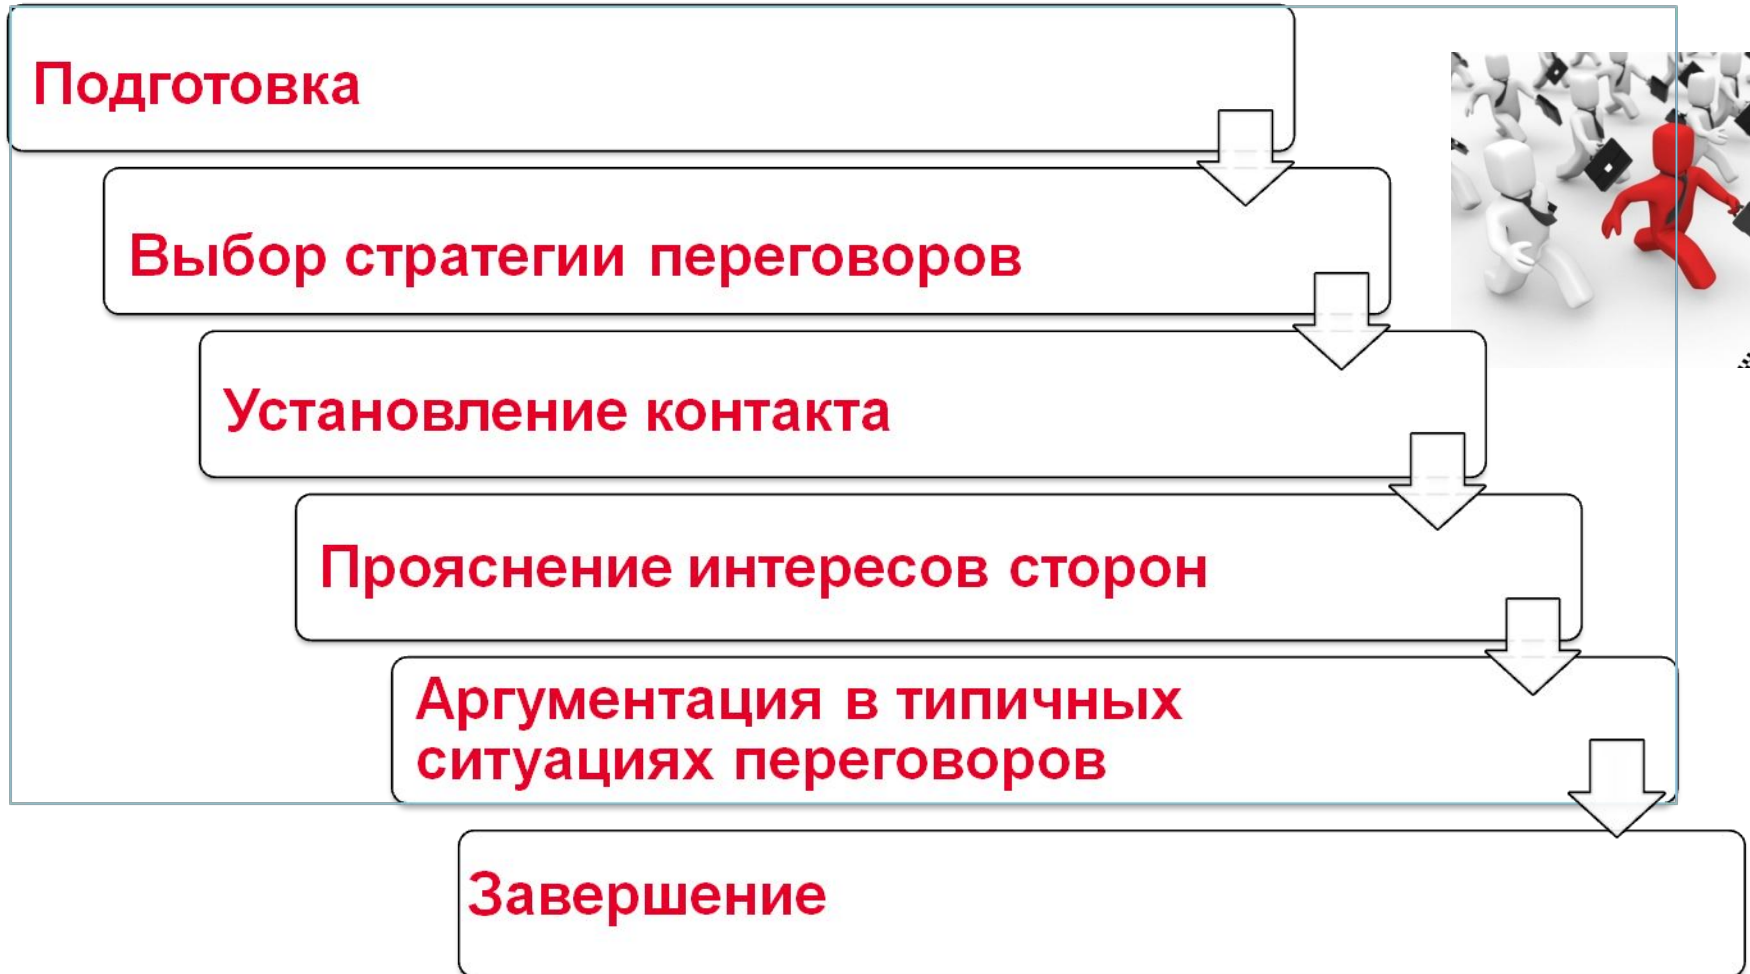 Подготовка
Выбор стратегии переговоров
Установление контакта
Прояснение интересов сторон
Аргументация в типичных
ситуациях переговоров
Завершение